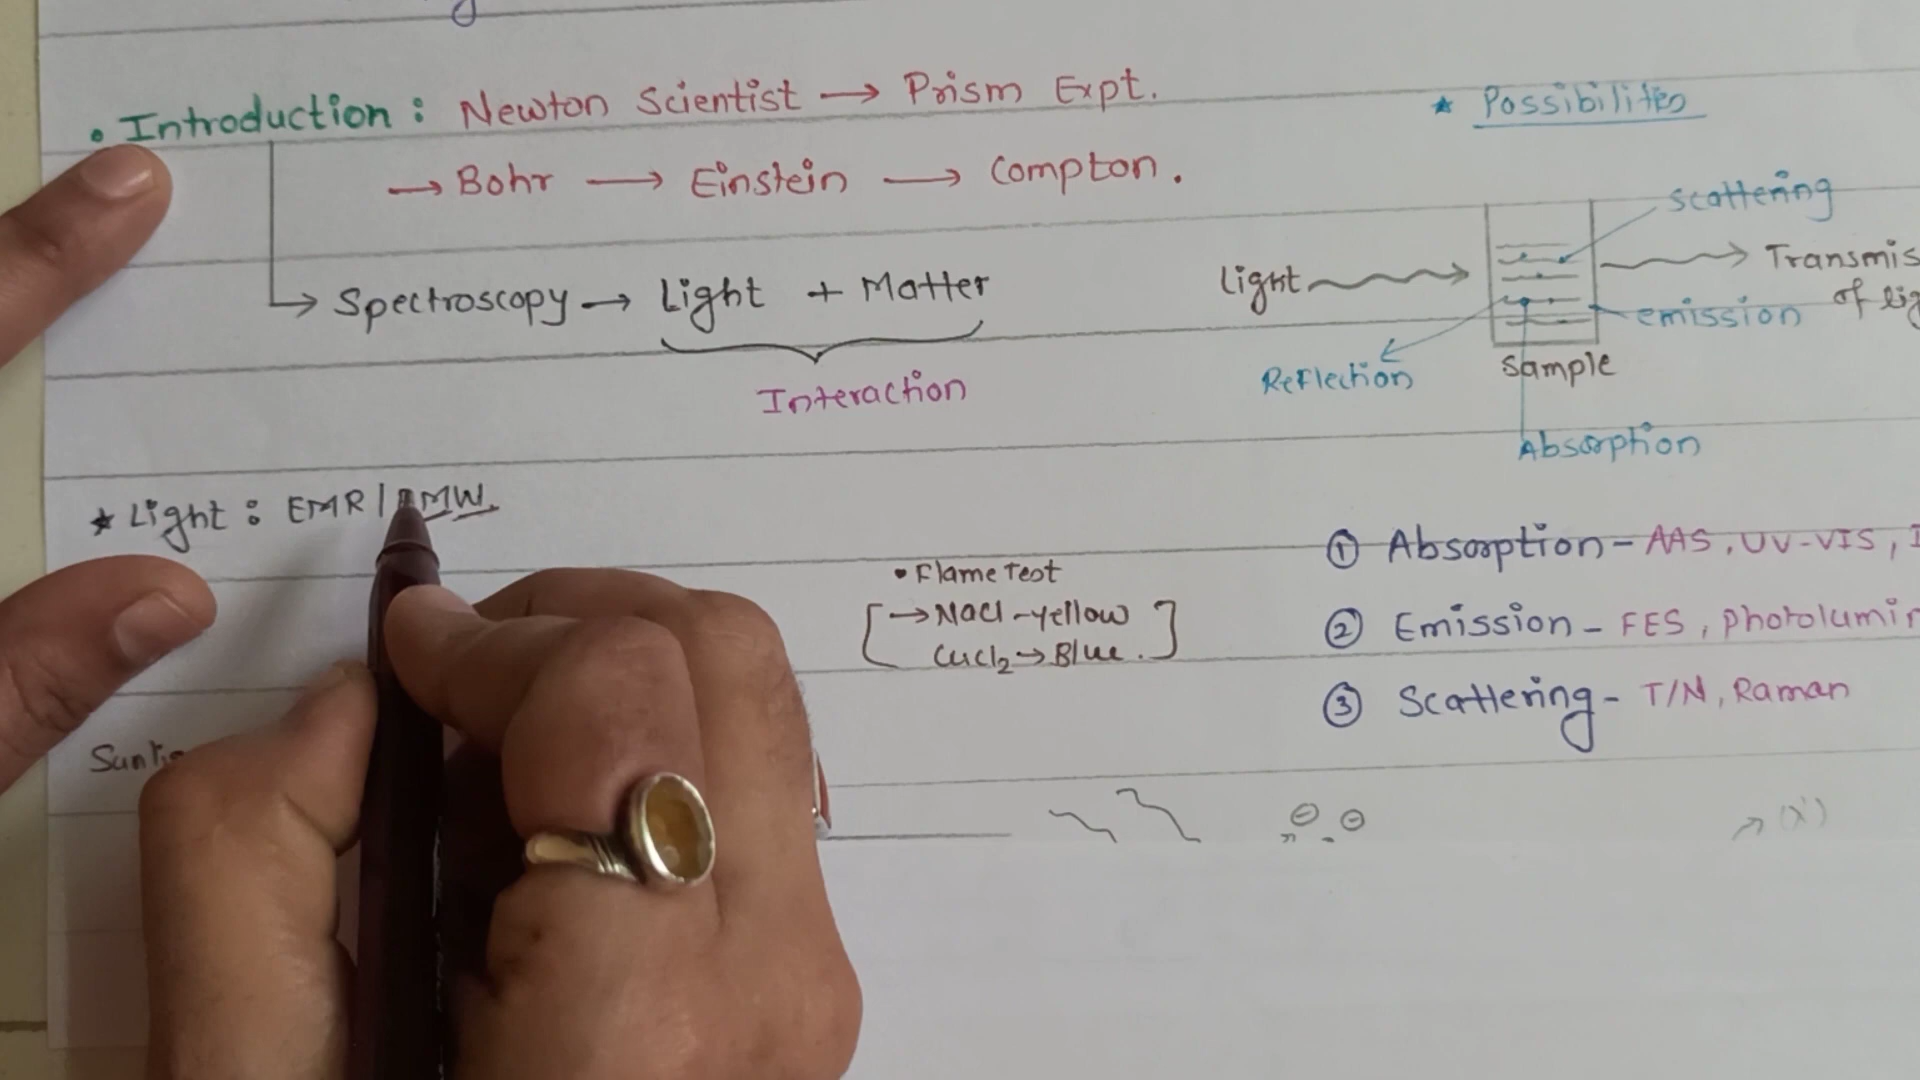 • Introduction : Newton Scientist → Prism Expt.
→ Bohr → Einstein → Compton.
→ Spectroscopy → Light + Matter
Interaction
★ Light : EMR / EMW.
• Flame Test
[→ NaCl - yellow
CuCl₂ → Blue.]
★ Possibilites
Scattering
Light
Transmis
of lig
emission
Reflection
Sample
Absorption
① Absorption - AAS, UV-VIS, I
② Emission - FES, Photolumin
③ Scattering - T/N, Raman